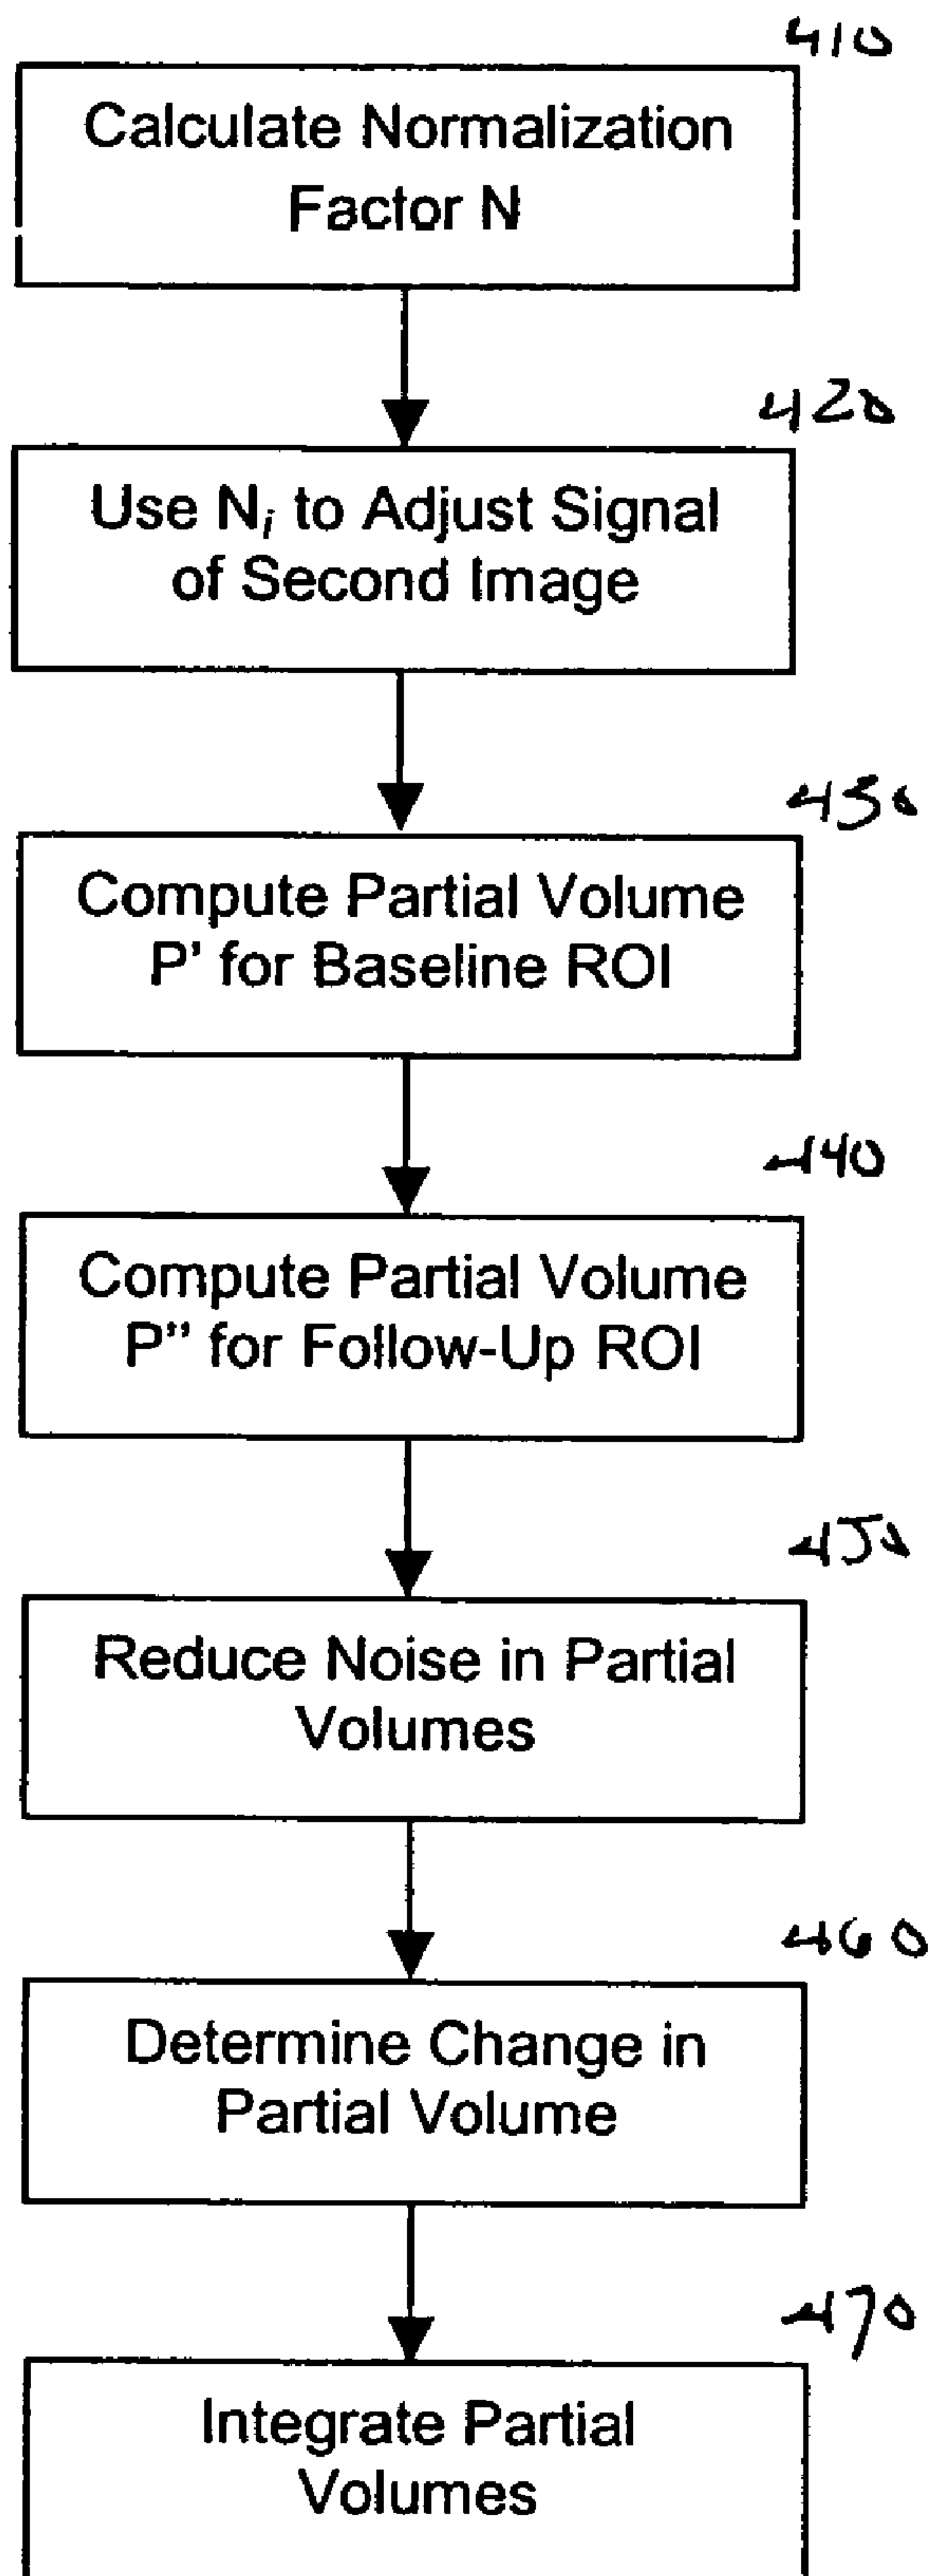 410
Calculate Normalization
Factor N
420
Use Nᵢ to Adjust Signal
of Second Image
430
Compute Partial Volume
P' for Baseline ROI
440
Compute Partial Volume
P" for Follow-Up ROI
450
Reduce Noise in Partial
Volumes
460
Determine Change in
Partial Volume
470
Integrate Partial
Volumes